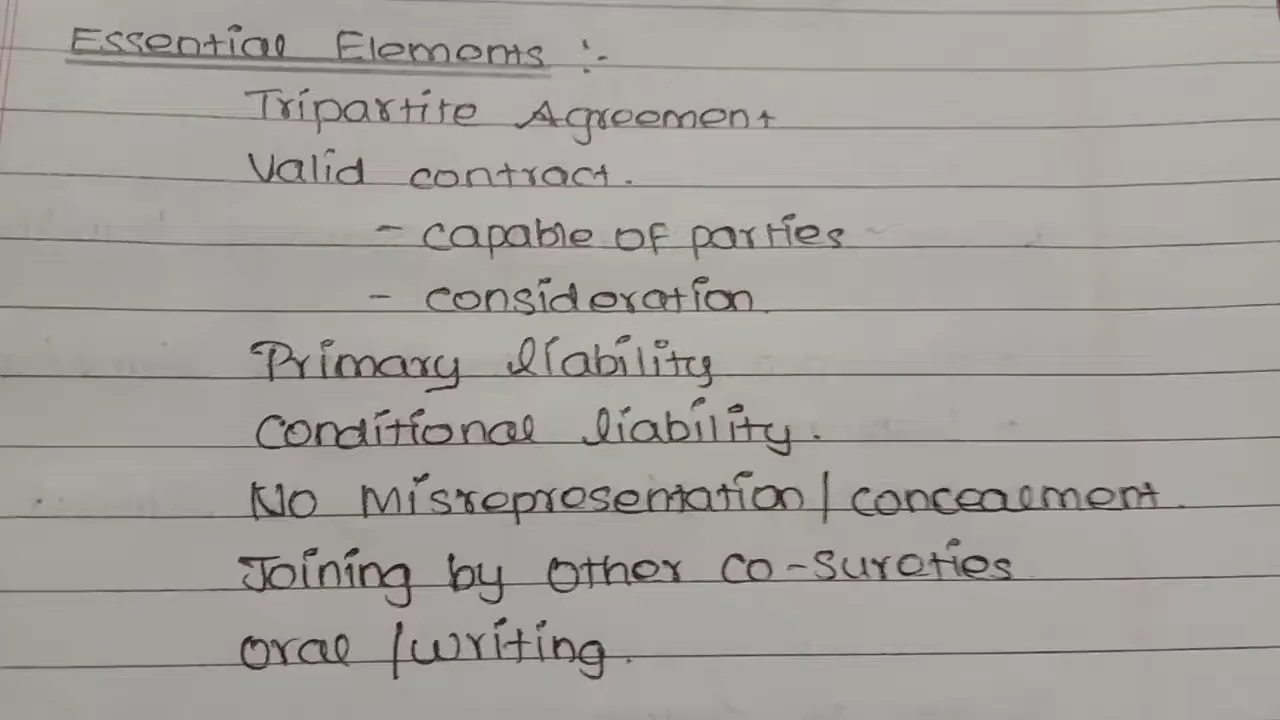 Essential Elements :-
Tripartite Agreement
Valid contract.
- capable of parties
- consideration.
Primary liability
Conditional liability.
No Misrepresentation / concealment.
Joining by other co-sureties
Oral / writing.